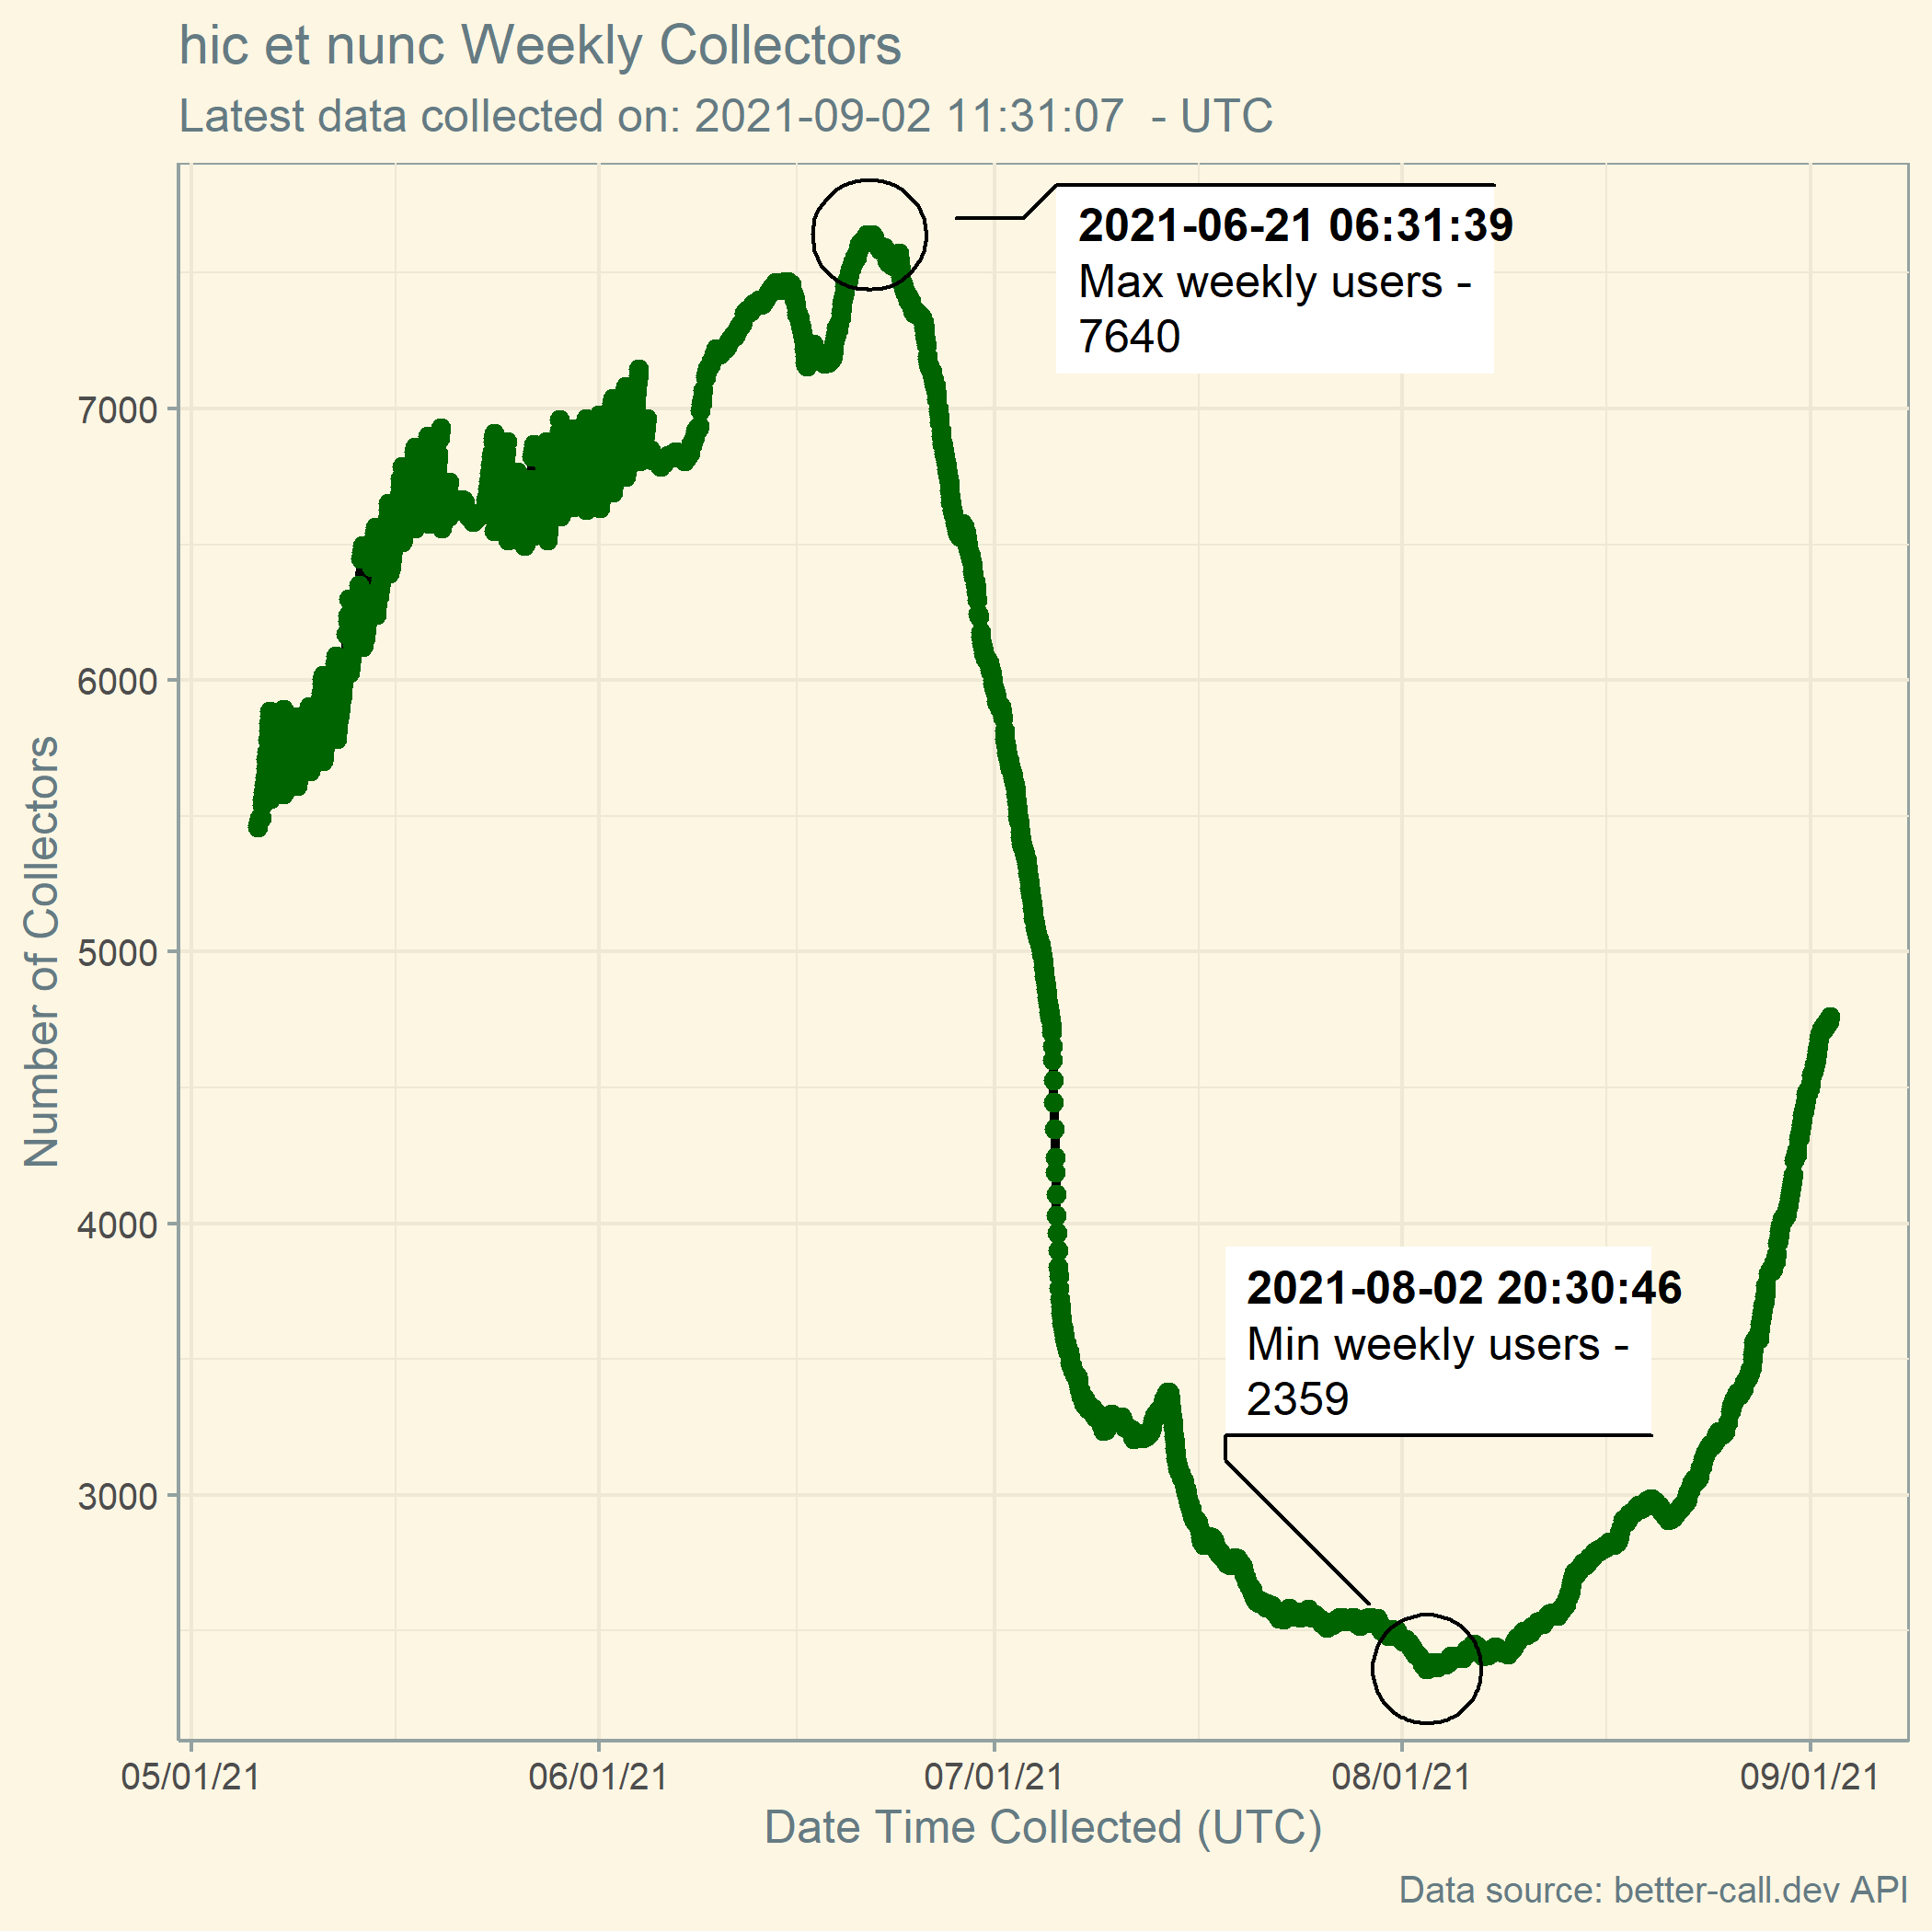 hic et nunc Weekly Collectors
Latest data collected on: 2021-09-02 11:31:07  - UTC
2021-06-21 06:31:39
Max weekly users -
7640
7000
6000
5000
4000
3000
Number of Collectors
2021-08-02 20:30:46
Min weekly users -
2359
05/01/21
06/01/21
07/01/21
08/01/21
09/01/21
Date Time Collected (UTC)
Data source: better-call.dev API